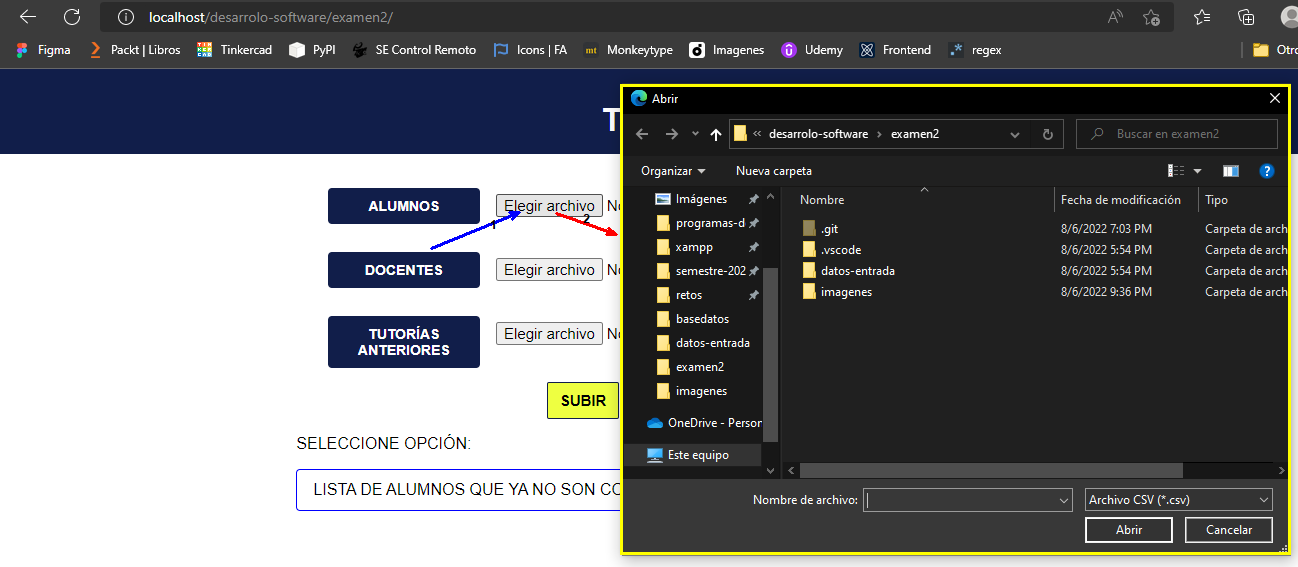 localhost/desarrolo-software/examen2/
Figma
Packt | Libros
Tinkercad
PyPI
SE Control Remoto
Icons | FA
mt Monkeytype
Imagenes
Udemy
Frontend
regex
Otro
T
Abrir
desarrolo-software > examen2
Buscar en examen2
Organizar
Nueva carpeta
Nombre
Fecha de modificación
Tipo
Imágenes
programas-d
xampp
semestre-202
retos
basedatos
datos-entrada
examen2
imagenes
OneDrive - Person
Este equipo
.git 8/6/2022 7:03 PM Carpeta de arch
.vscode 8/6/2022 5:54 PM Carpeta de arch
datos-entrada 8/6/2022 5:54 PM Carpeta de arch
imagenes 8/6/2022 9:36 PM Carpeta de arch
Nombre de archivo:
Archivo CSV (*.csv)
Abrir
Cancelar
ALUMNOS
Elegir archivo No
1
2
DOCENTES
Elegir archivo No
TUTORÍAS
ANTERIORES
Elegir archivo No
SUBIR
SELECCIONE OPCIÓN:
LISTA DE ALUMNOS QUE YA NO SON CO